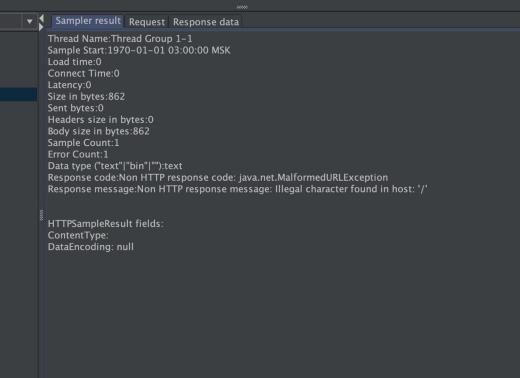 Sampler result Request Response data
Thread Name:Thread Group 1-1
Sample Start:1970-01-01 03:00:00 MSK
Load time:0
Connect Time:0
Latency:0
Size in bytes:862
Sent bytes:0
Headers size in bytes:0
Body size in bytes:862
Sample Count:1
Error Count:1
Data type ("text"|"bin"|""):text
Response code:Non HTTP response code: java.net.MalformedURLException
Response message:Non HTTP response message: Illegal character found in host: '/'
HTTPSampleResult fields:
ContentType:
DataEncoding: null